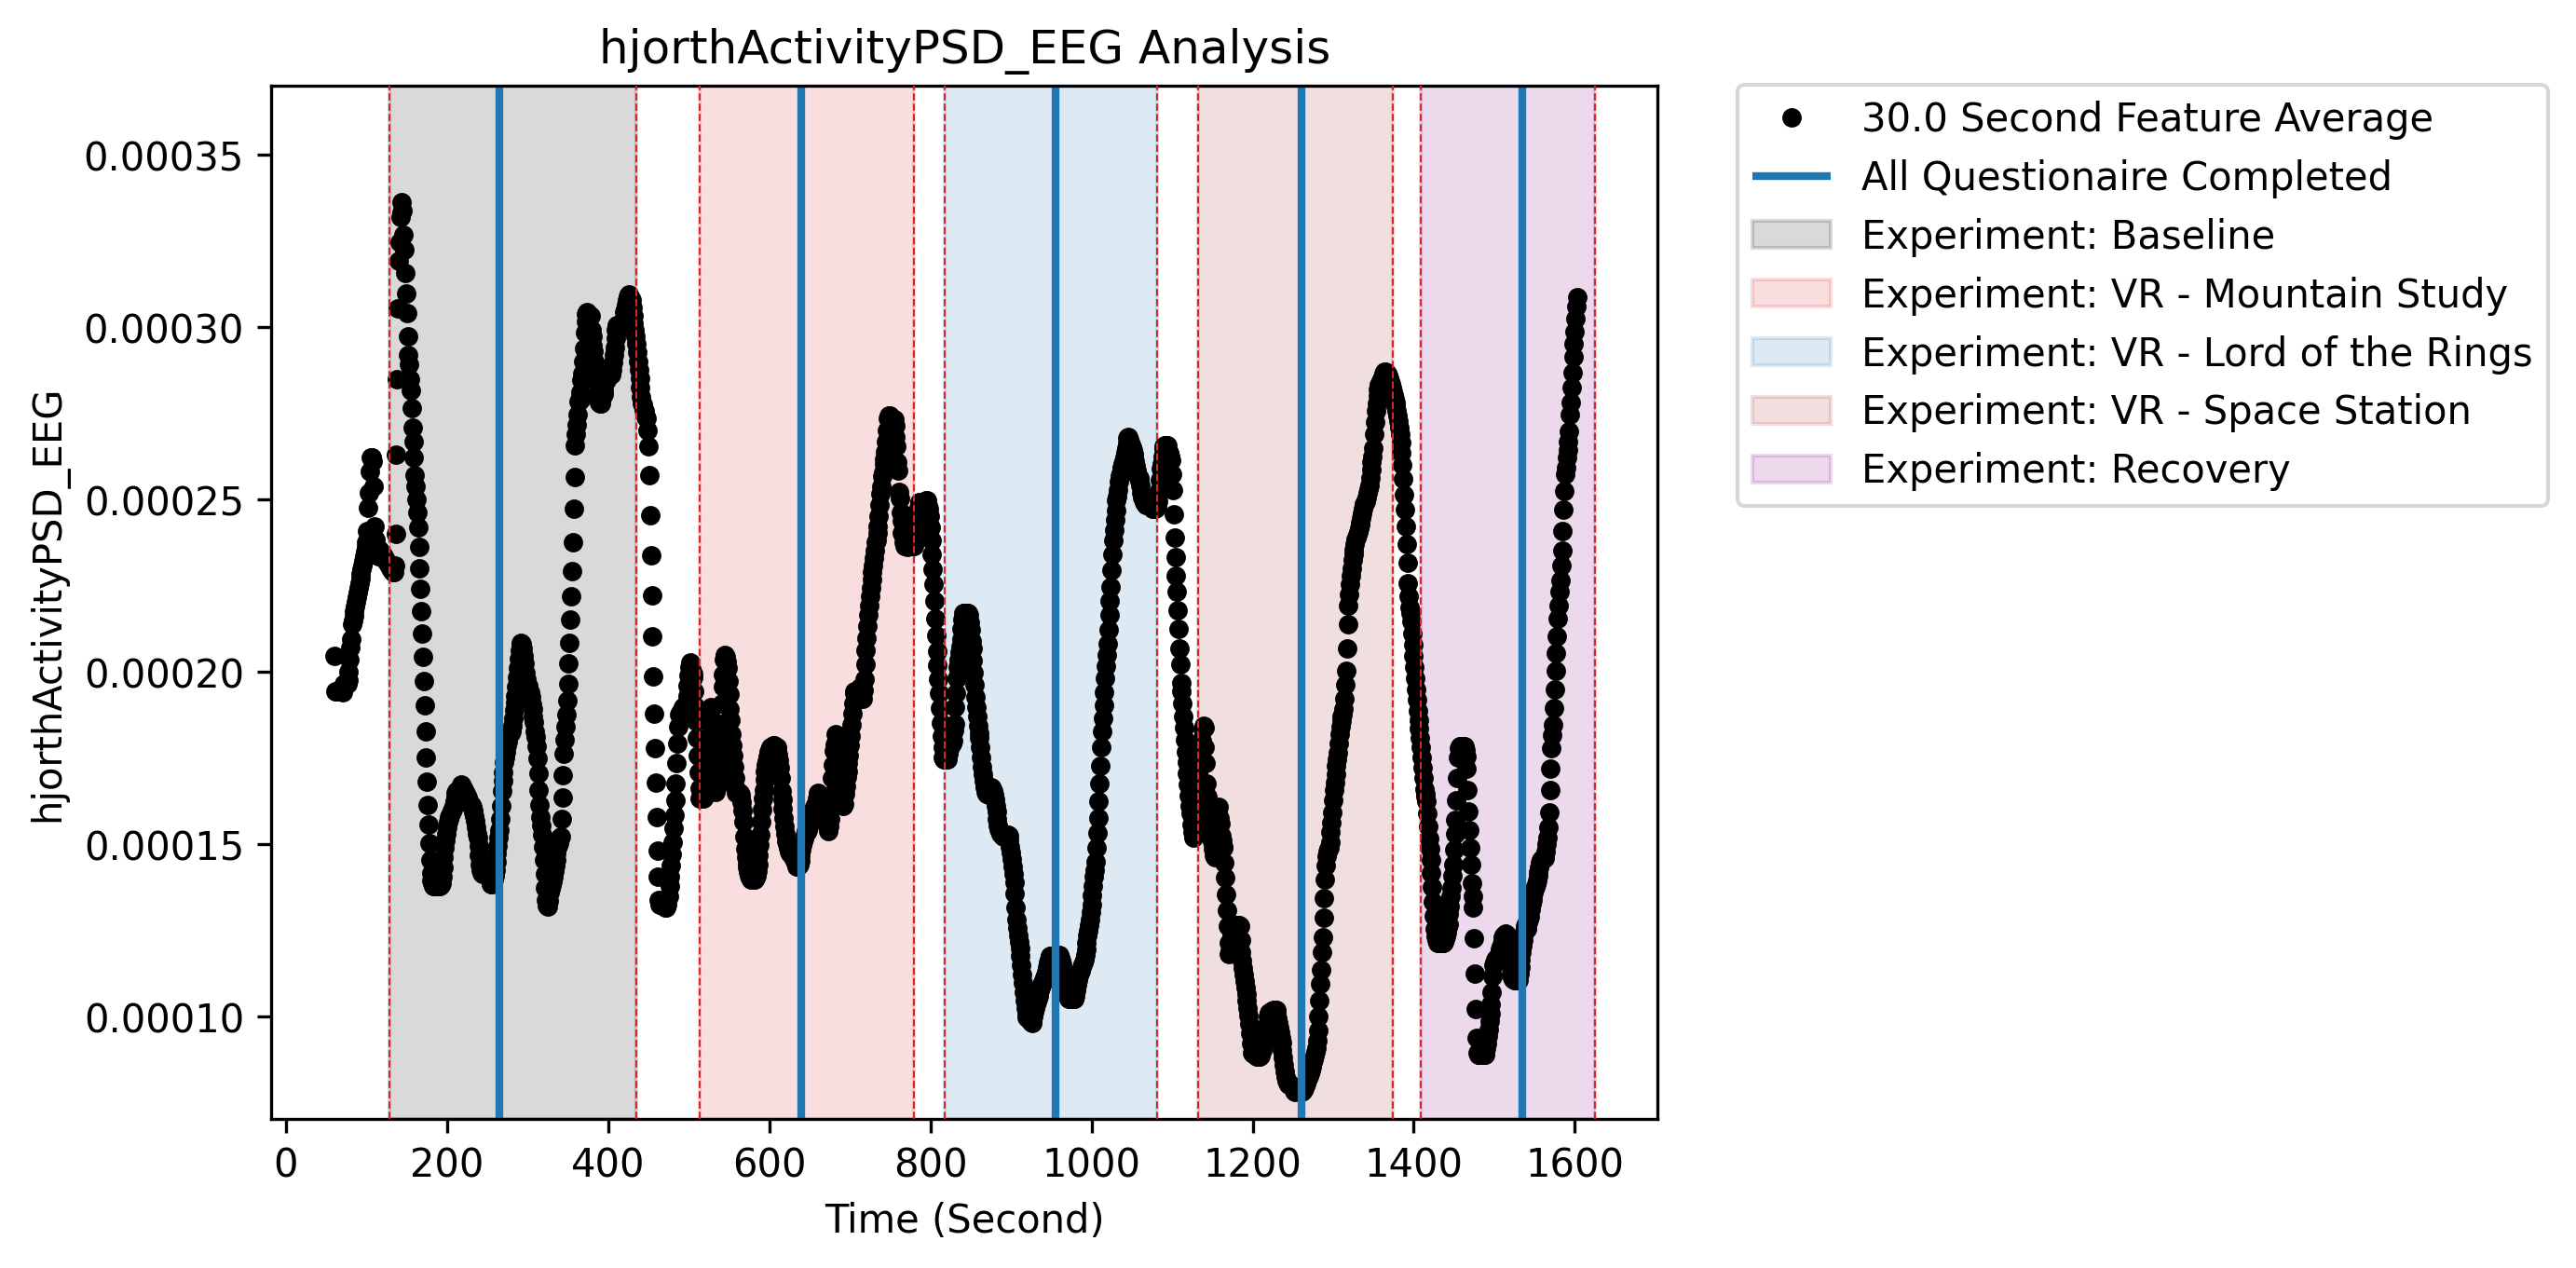 hjorthActivityPSD_EEG Analysis
hjorthActivityPSD_EEG
0.00035
0.00030
0.00025
0.00020
0.00015
0.00010
0 200 400 600 800 1000 1200 1400 1600
Time (Second)
30.0 Second Feature Average
All Questionaire Completed
Experiment: Baseline
Experiment: VR - Mountain Study
Experiment: VR - Lord of the Rings
Experiment: VR - Space Station
Experiment: Recovery